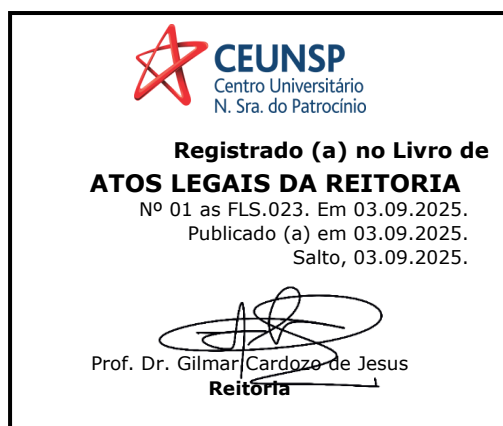 CEUNSP
Centro Universitário
N. Sra. do Patrocínio
Registrado (a) no Livro de
ATOS LEGAIS DA REITORIA
Nº 01 as FLS.023. Em 03.09.2025.
Publicado (a) em 03.09.2025.
Salto, 03.09.2025.
Prof. Dr. Gilmar Cardozo de Jesus
Reitoria